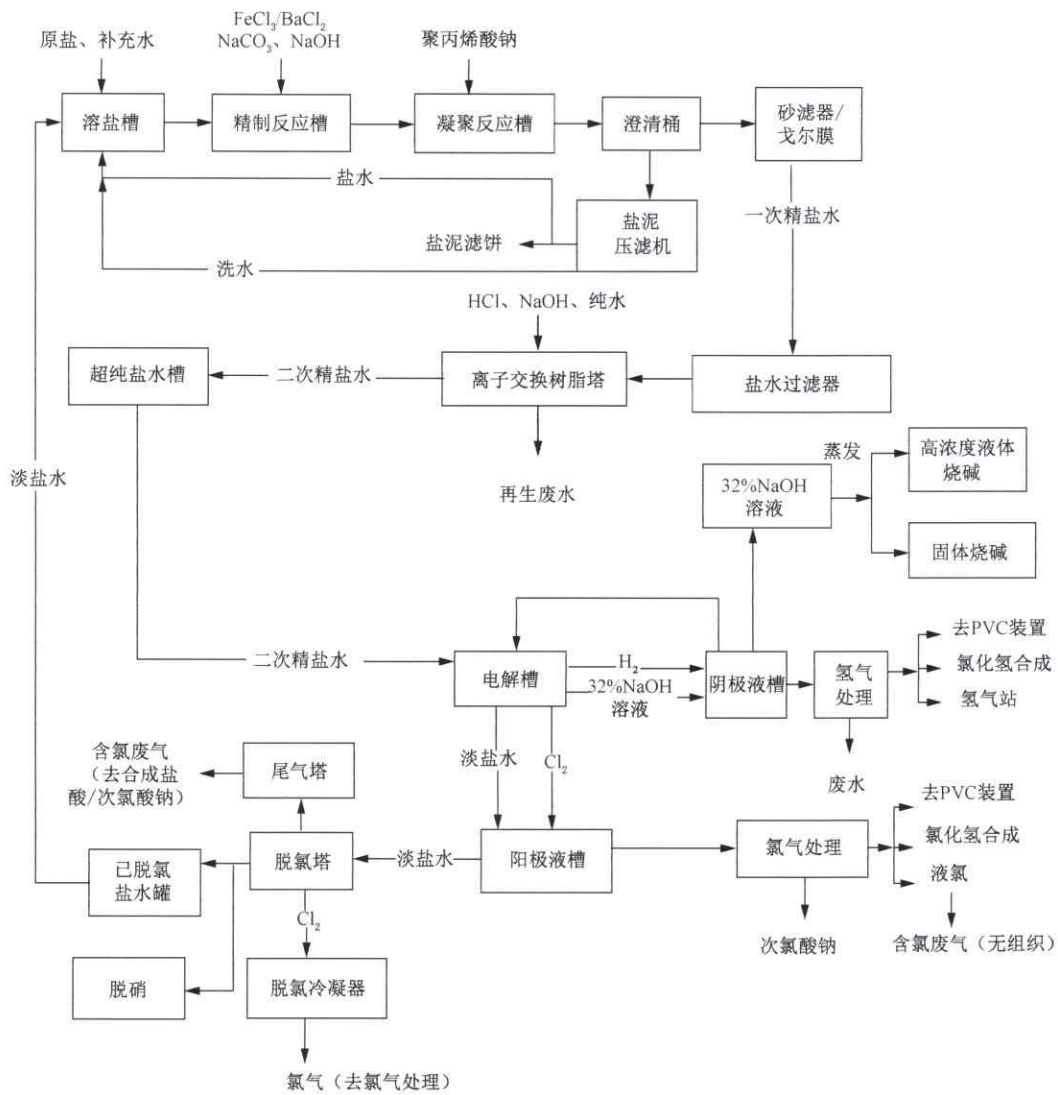 FeCl₃/BaCl₂
NaCO₃、NaOH
原盐、补充水
聚丙烯酸钠
溶盐槽
精制反应槽
凝聚反应槽
澄清桶
砂滤器/
戈尔膜
盐水
盐泥
压滤机
盐泥滤饼
洗水
一次精盐水
HCl、NaOH、纯水
超纯盐水槽
二次精盐水
离子交换树脂塔
盐水过滤器
再生废水
淡盐水
蒸发
32%NaOH
溶液
高浓度液体
烧碱
固体烧碱
二次精盐水
电解槽
H₂
32%NaOH
溶液
阴极液槽
氢气
处理
去PVC装置
氯化氢合成
氢气站
废水
淡盐水
Cl₂
含氯废气
（去合成盐
酸/次氯酸钠）
尾气塔
已脱氯
盐水罐
脱氯塔
淡盐水
阳极液槽
氯气处理
去PVC装置
氯化氢合成
液氯
Cl₂
次氯酸钠
含氯废气（无组织）
脱硝
脱氯冷凝器
氯气（去氯气处理）